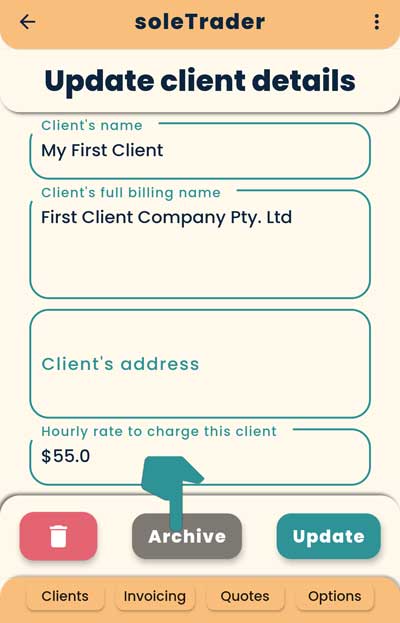 soleTrader
Update client details
Client's name
My First Client
Client's full billing name
First Client Company Pty. Ltd
Client's address
Hourly rate to charge this client
$55.0
Archive
Update
Clients
Invoicing
Quotes
Options